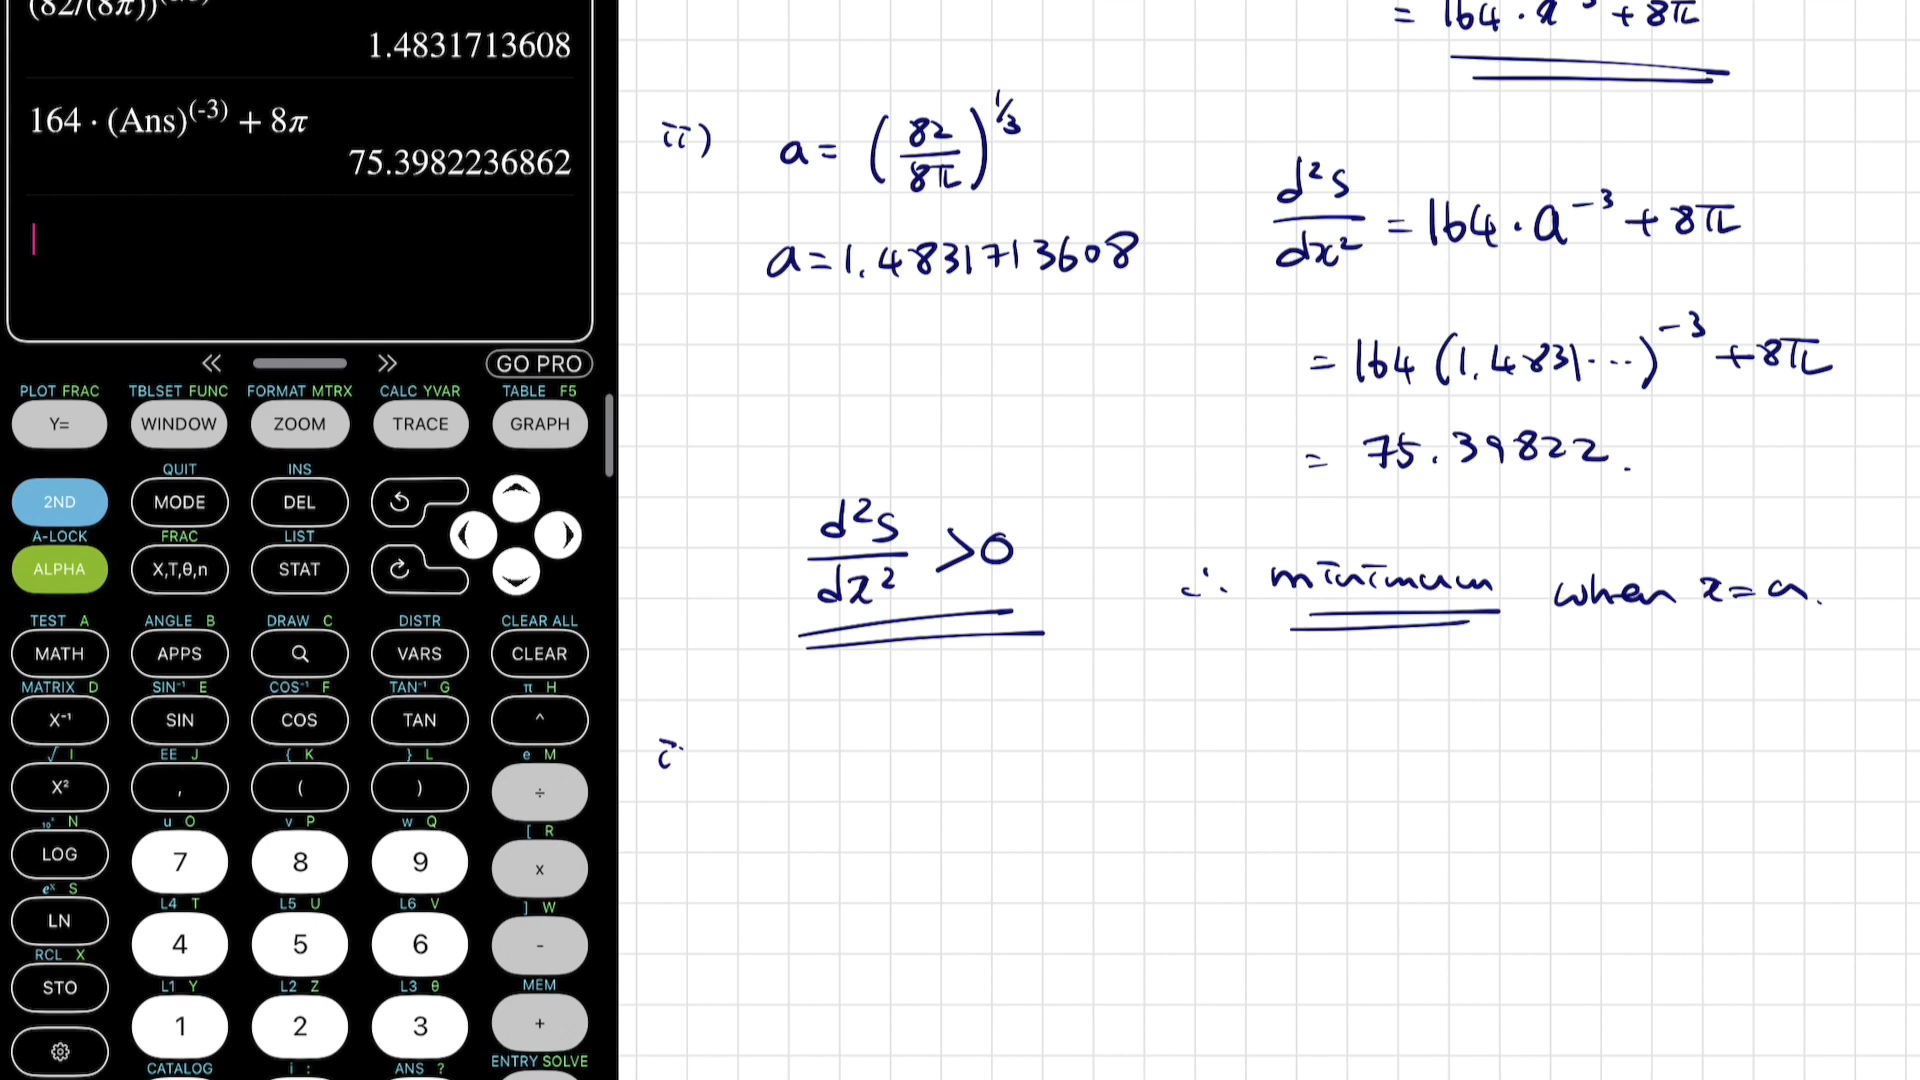 (82/(8π))
1.4831713608
164 · (Ans)^(-3) + 8π
75.3982236862
GO PRO
PLOT FRAC TBLSET FUNC FORMAT MTRX CALC YVAR TABLE F5
Y= WINDOW ZOOM TRACE GRAPH
QUIT INS
2ND MODE DEL
A-LOCK FRAC LIST
ALPHA X,T,θ,n STAT
TEST A ANGLE B DRAW C DISTR CLEAR ALL
MATH APPS VARS CLEAR
MATRIX D SIN⁻¹ E COS⁻¹ F TAN⁻¹ G π H
X⁻¹ SIN COS TAN ^
√ I EE J { K } L e M
X² , ( ) ÷
10ˣ N u O v P w Q [ R
LOG 7 8 9 x
eˣ S L4 T L5 U L6 V ] W
LN 4 5 6 -
RCL X L1 Y L2 Z L3 θ MEM
STO 1 2 3 +
CATALOG i : ANS ? ENTRY SOLVE
= 164 . a⁻³ + 8π
ii) a = (82/8π)^1/3
a = 1.4831713608
d²s/dx² = 164 . a⁻³ + 8π
= 164 (1.4831...)⁻³ + 8π
= 75.39822.
d²s/dx² > 0 ∴ minimum when x = a.
i